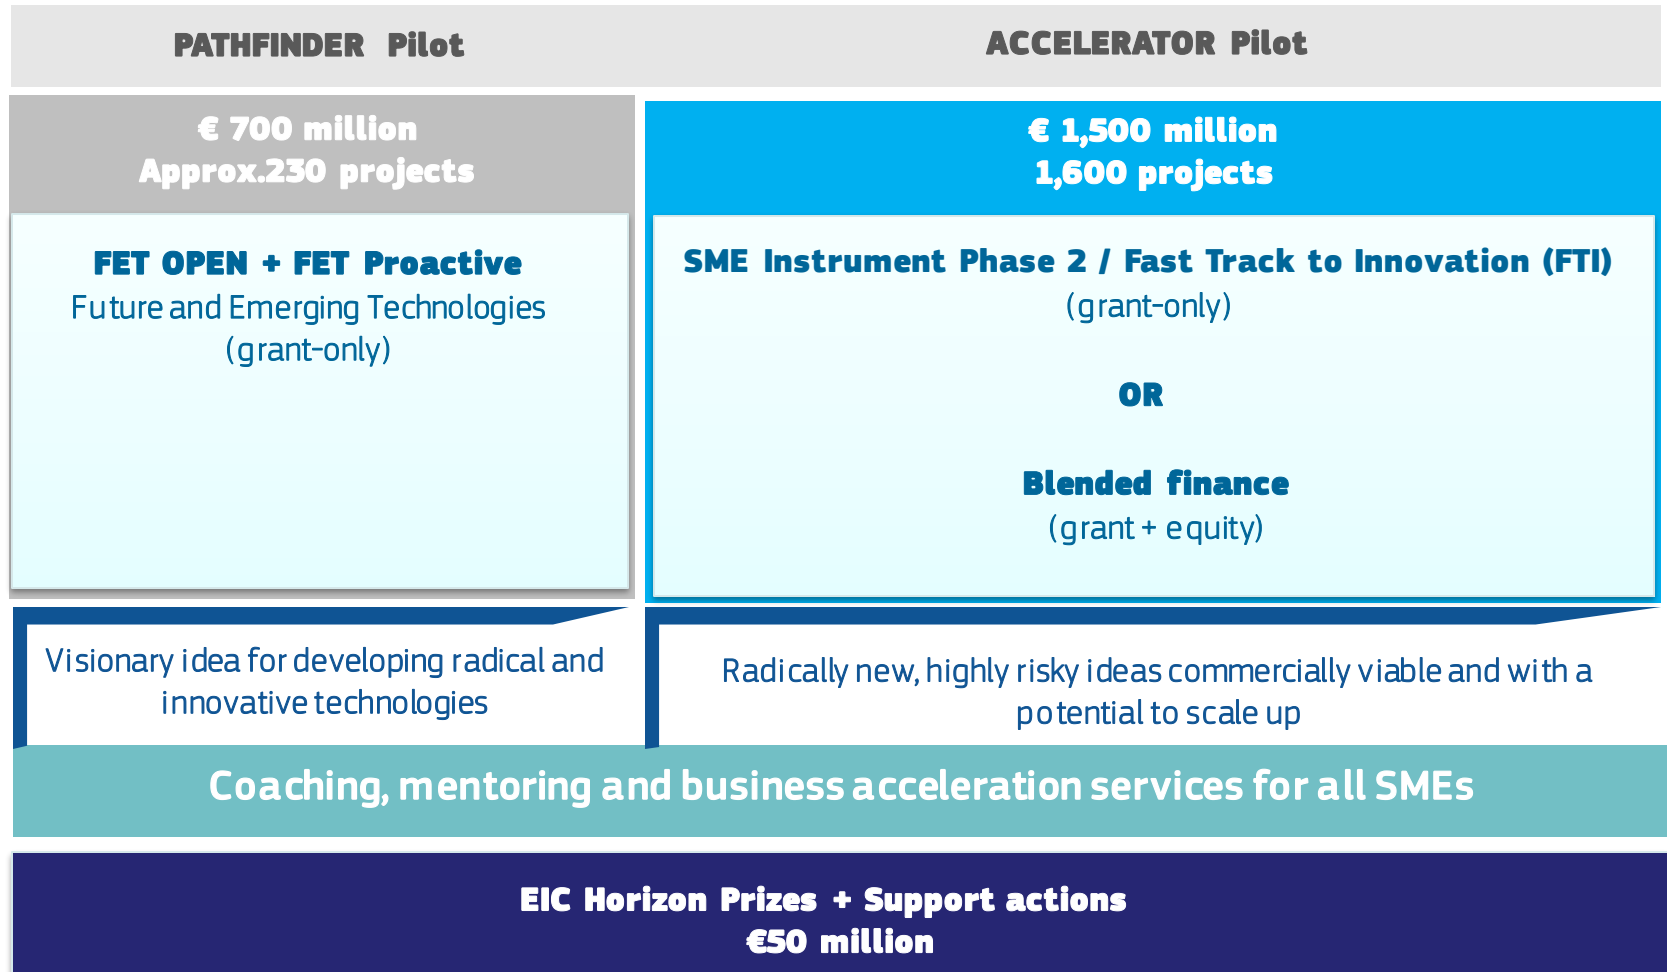 PATHFINDER Pilot
ACCELERATOR Pilot
€ 700 million
Approx.230 projects
€ 1,500 million
1,600 projects
FET OPEN + FET Proactive
Future and Emerging Technologies
(grant-only)
SME Instrument Phase 2 / Fast Track to Innovation (FTI)
(grant-only)
OR
Blended finance
(grant + equity)
Visionary idea for developing radical and
innovative technologies
Radically new, highly risky ideas commercially viable and with a
potential to scale up
Coaching, mentoring and business acceleration services for all SMEs
EIC Horizon Prizes + Support actions
€50 million